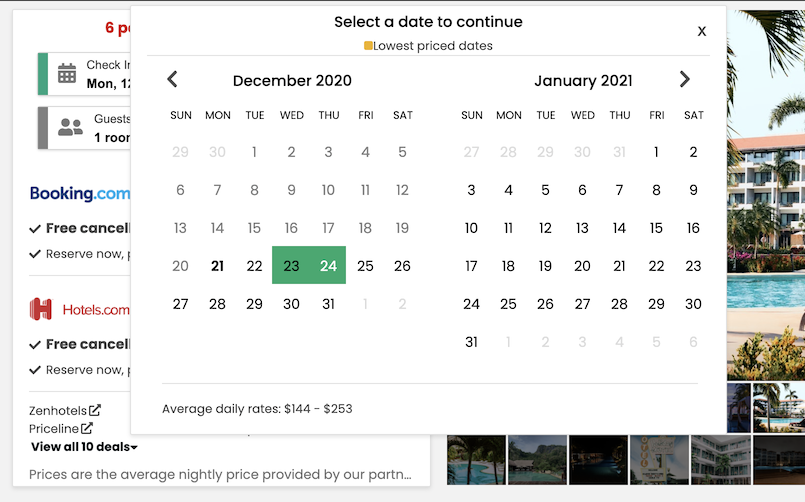 Select a date to continue
X
Lowest priced dates
December 2020
SUN MON TUE WED THU FRI SAT
29 30 1 2 3 4 5
6 7 8 9 10 11 12
13 14 15 16 17 18 19
20 21 22 23 24 25 26
27 28 29 30 31 1 2
January 2021
SUN MON TUE WED THU FRI SAT
27 28 29 30 31 1 2
3 4 5 6 7 8 9
10 11 12 13 14 15 16
17 18 19 20 21 22 23
24 25 26 27 28 29 30
31 1 2 3 4 5 6
Average daily rates: $144 - $253
6
Check
Mon,
Guests
1
Booking.com
Free
Reserve now,
Hotels.com
Free
Reserve now,
Zenhotels
Priceline
View all 10 deals
Prices are the average nightly price provided by our partn...